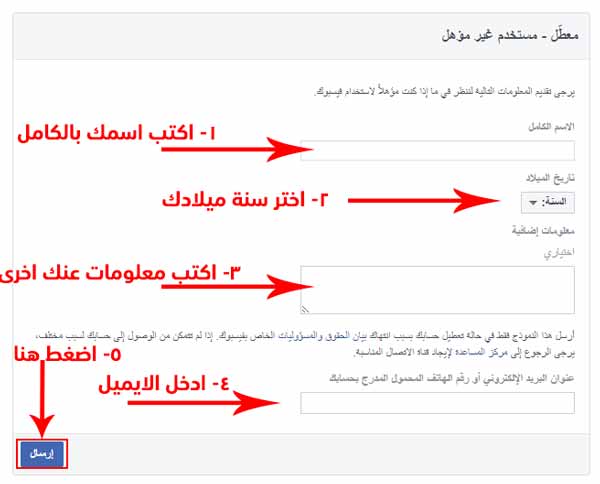 معطّل - مستخدم غير مؤهل
يرجى تقديم المعلومات التالية لننظر في ما إذا كنت مؤهلاً لاستخدام فيسبوك.
الاسم الكامل
١- اكتب اسمك بالكامل
تاريخ الميلاد
السنة:
٢- اختر سنة ميلادك
معلومات إضافية
اختياري
٣- اكتب معلومات عنك اخرى
أرسل هذا النموذج فقط في حالة تعطيل حسابك بسبب انتهاك بيان الحقوق والمسؤوليات الخاص بفيسبوك. إذا لم تتمكن من الوصول إلى حسابك لسبب مختلف،
يرجى الرجوع إلى مركز المساعدة لإيجاد قناة الاتصال المناسبة.
٥- اضغط هنا
عنوان البريد الإلكتروني أو رقم الهاتف المحمول المدرج بحسابك
٤- ادخل الايميل
إرسال